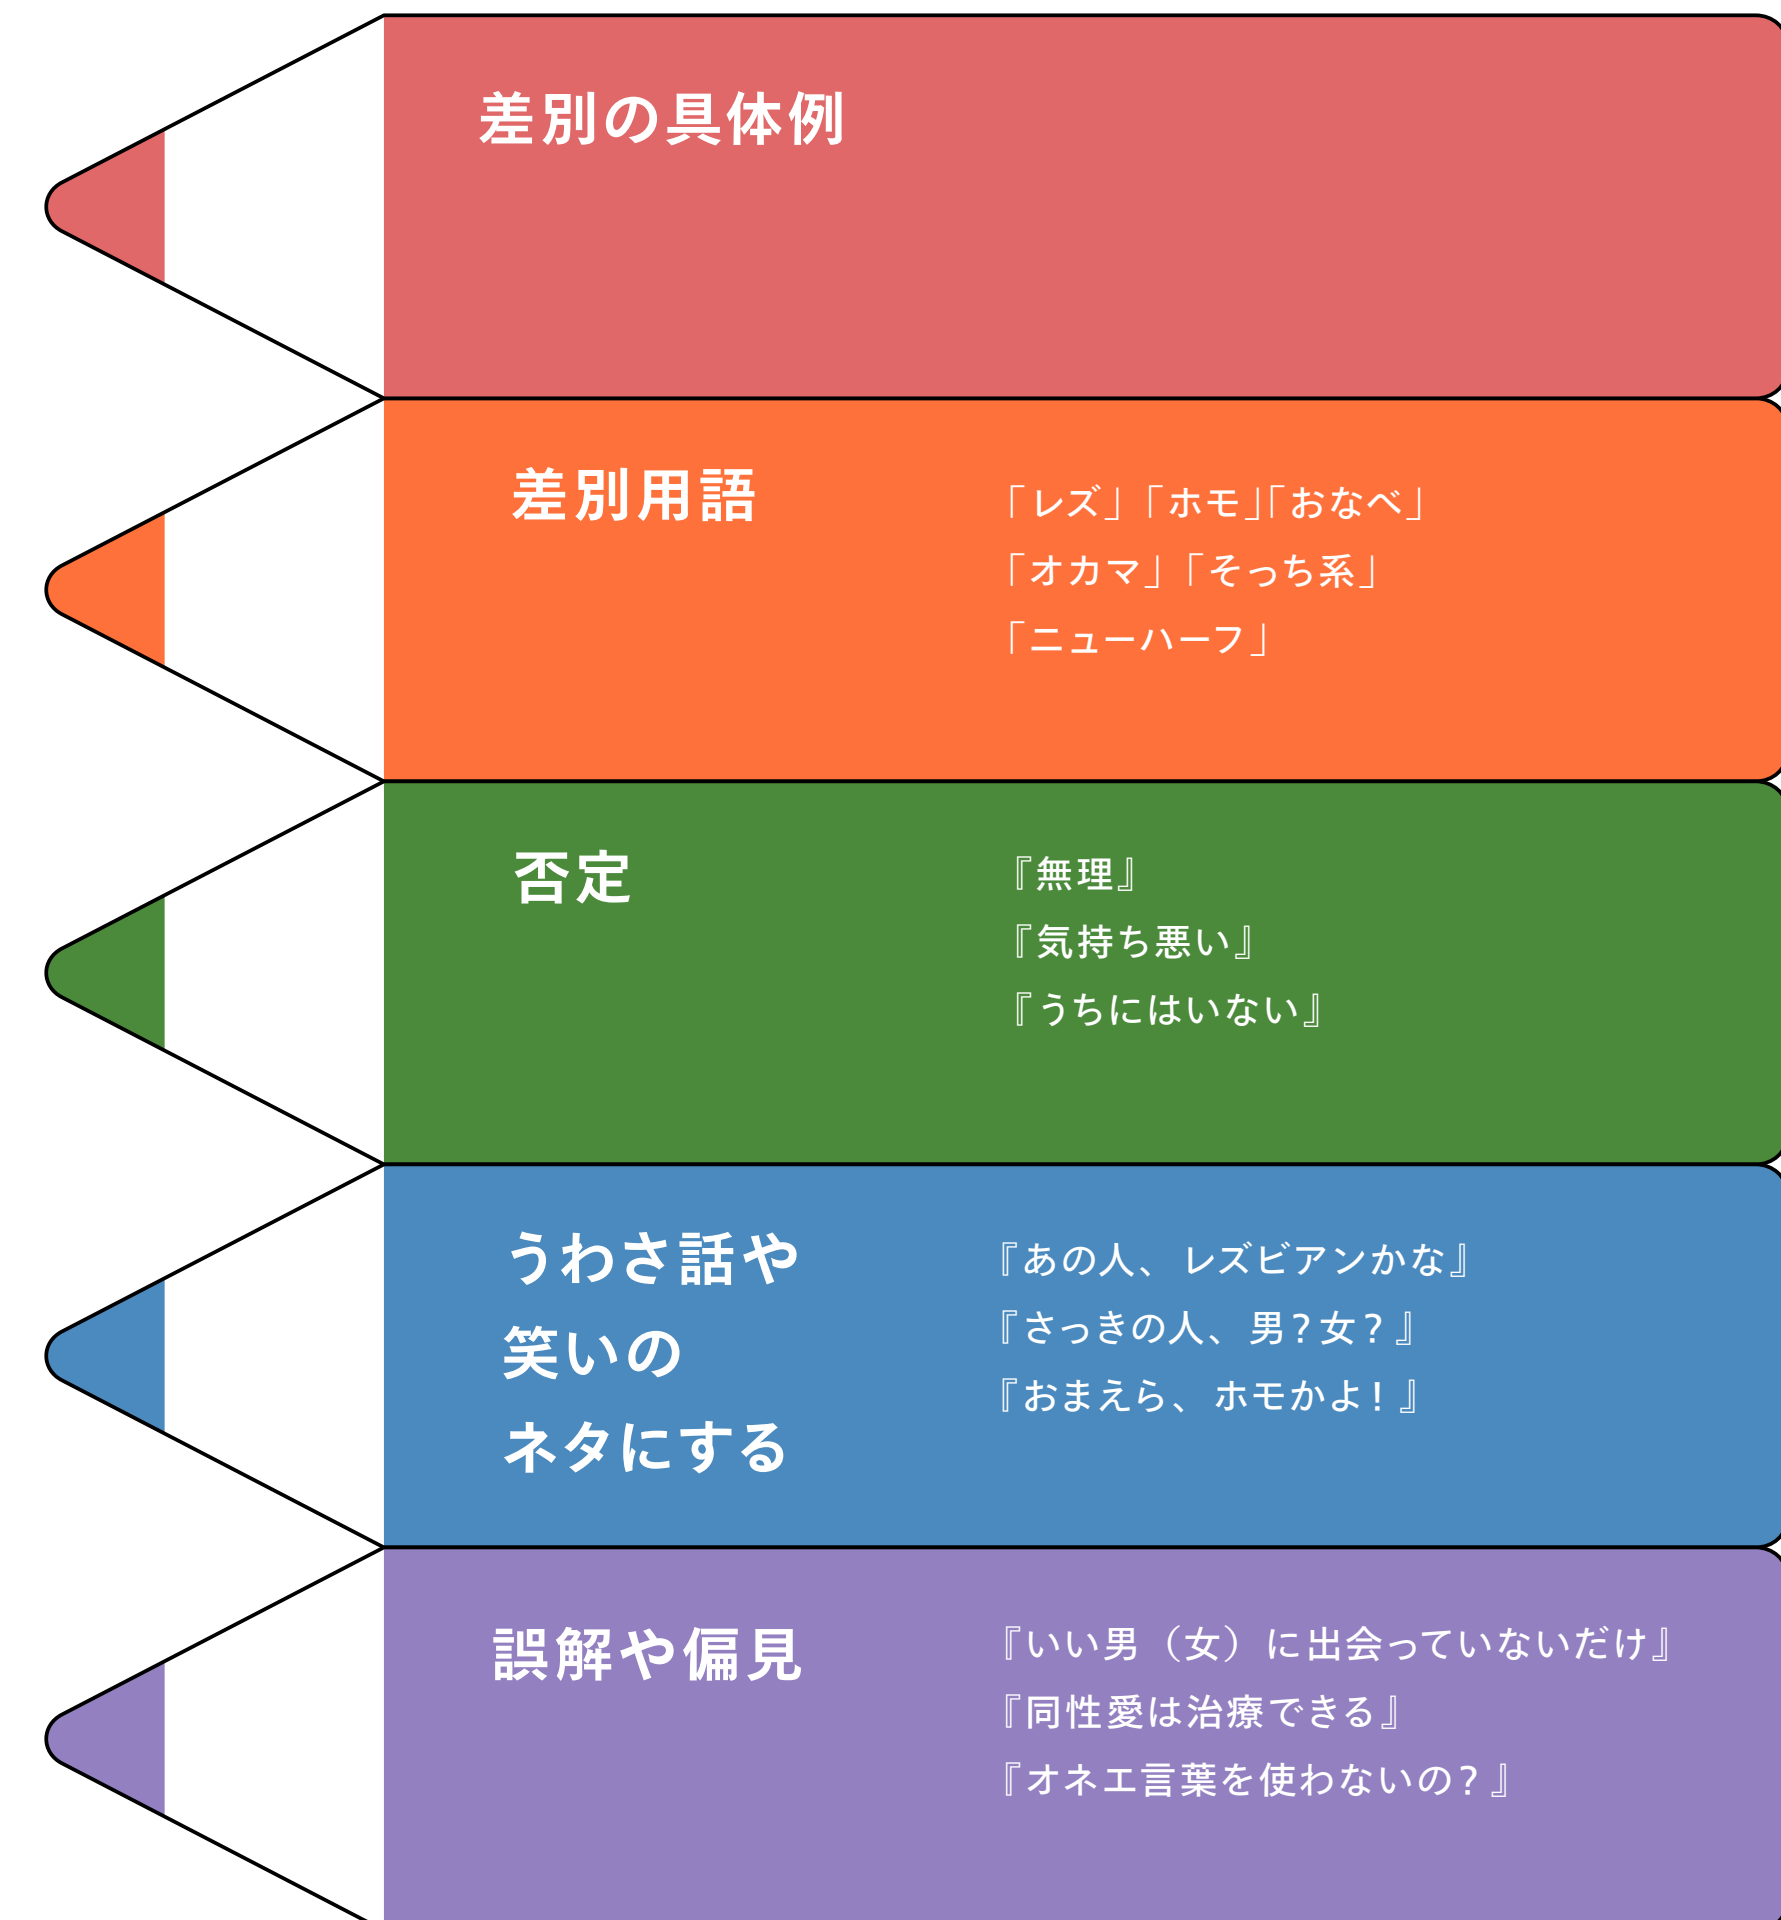 差別の具体例
差別用語
「レズ」「ホモ」「おなべ」
「オカマ」「そっち系」
「ニューハーフ」
否定
『無理』
『気持ち悪い』
『うちにはいない』
うわさ話や
笑いの
ネタにする
『あの人、レズビアンかな』
『さっきの人、男？女？』
『おまえら、ホモかよ！』
誤解や偏見
『いい男（女）に出会っていないだけ』
『同性愛は治療できる』
『オネエ言葉を使わないの？』